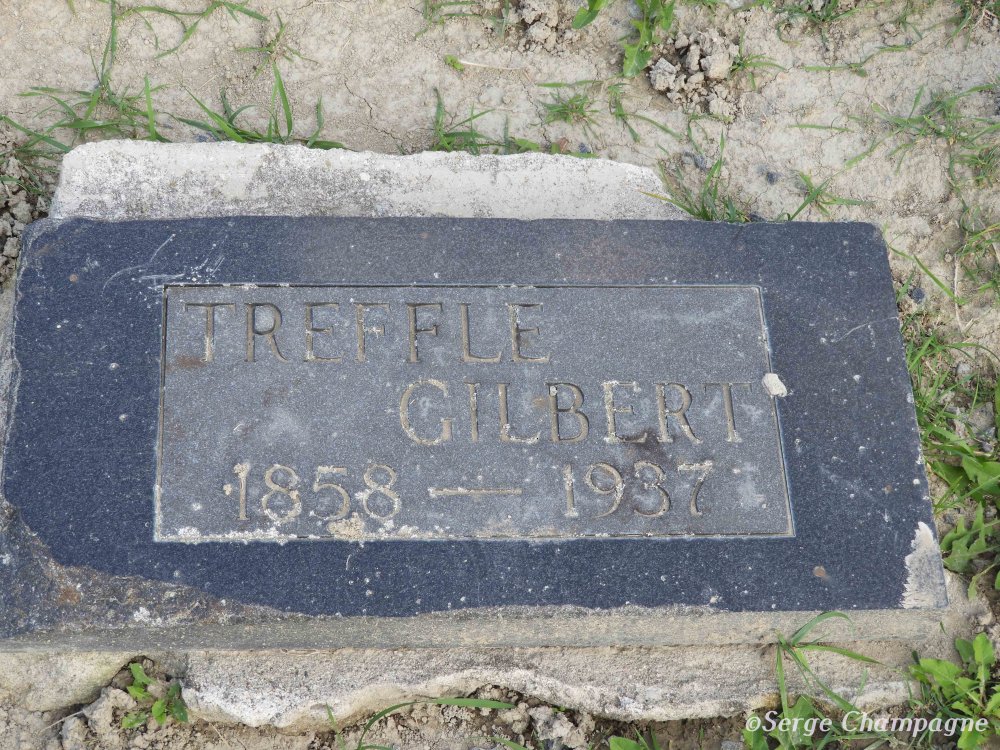 TREFFLE
GILBERT
1858 — 1937
©Serge Champagne